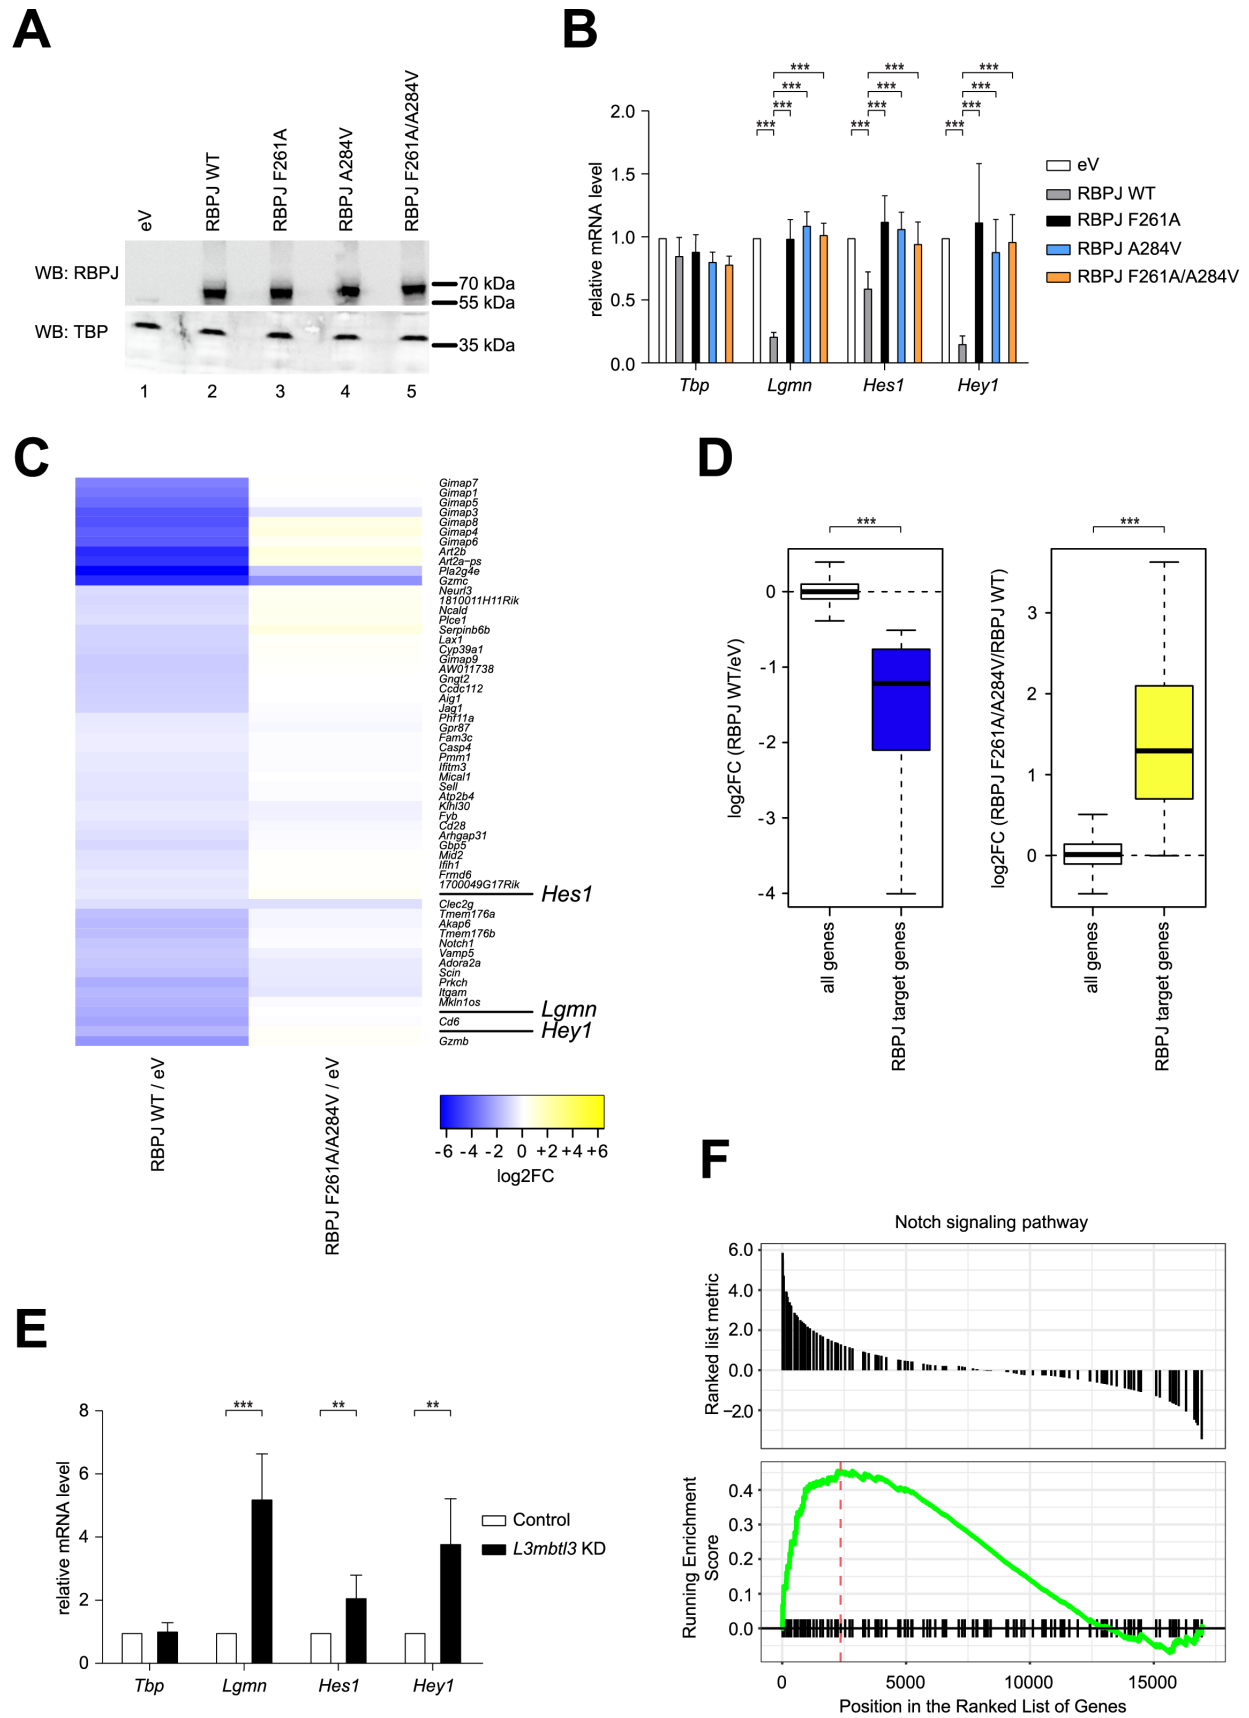 A
eV
RBPJ WT
RBPJ F261A
RBPJ A284V
RBPJ F261A/A284V
WB: RBPJ
70 kDa
55 kDa
WB: TBP
35 kDa
1 2 3 4 5
B
relative mRNA level
2.0
1.5
1.0
0.5
0.0
*** *** *** ***
*** *** *** ***
*** *** *** ***
Tbp Lgmn Hes1 Hey1
eV
RBPJ WT
RBPJ F261A
RBPJ A284V
RBPJ F261A/A284V
C
Gimap7
Gimap1
Gimap5
Gimap3
Gimap8
Gimap4
Gimap6
Art2b
Art2a−ps
Pla2g4e
Gzmc
Neurl3
1810011H11Rik
Ncald
Plce1
Serpinb6b
Lax1
Cyp39a1
Gimap9
AW011738
Gngt2
Ccdc112
Aig1
Jag1
Phf11a
Gpr87
Fam3c
Casp4
Pmm1
Ifitm3
Mical1
Sell
Atp2b4
Klhl30
Fyb
Cd28
Arhgap31
Gbp5
Mid2
Ifih1
Frmd6
1700049G17Rik
Hes1
Clec2g
Tmem176a
Akap6
Tmem176b
Notch1
Vamp5
Adora2a
Scin
Prkch
Itgam
Mkln1os
Lgmn
Cd6
Hey1
Gzmb
RBPJ WT / eV
RBPJ F261A/A284V / eV
-6 -4 -2 0 +2 +4 +6
log2FC
D
***
log2FC (RBPJ WT/eV)
0
-1
-2
-3
-4
all genes
RBPJ target genes
***
log2FC (RBPJ F261A/A284V/RBPJ WT)
3
2
1
0
all genes
RBPJ target genes
E
relative mRNA level
8
6
4
2
0
*** ** **
Tbp Lgmn Hes1 Hey1
Control
L3mbtl3 KD
F
Notch signaling pathway
Ranked list metric
6.0
4.0
2.0
0.0
−2.0
Running Enrichment
Score
0.4
0.3
0.2
0.1
0.0
0 5000 10000 15000
Position in the Ranked List of Genes